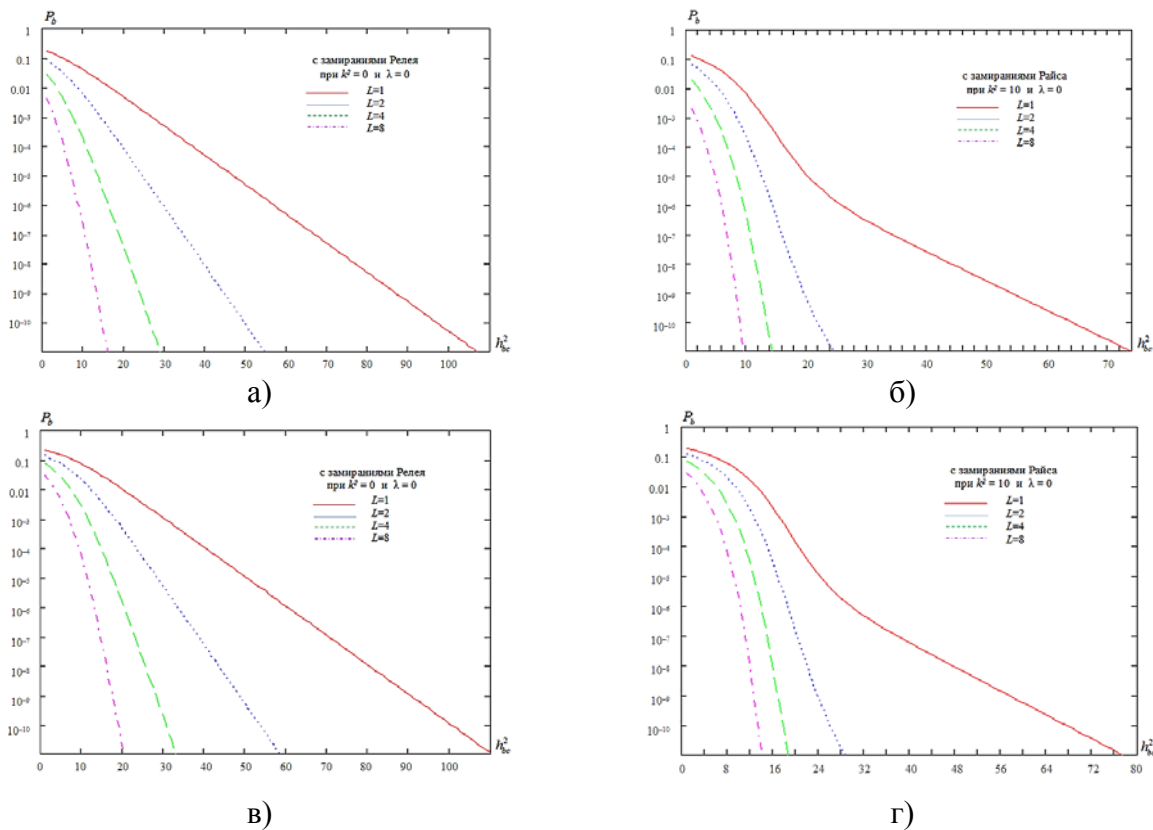 P_b
1
0.1
0.01
10⁻³
10⁻⁴
10⁻⁵
10⁻⁶
10⁻⁷
10⁻⁸
10⁻⁹
10⁻¹⁰
с замираниями Релея
при k² = 0 и λ = 0
L=1
L=2
L=4
L=8
0 10 20 30 40 50 60 70 80 90 100
h²_bc
а)
P_b
1
0.1
0.01
10⁻³
10⁻⁴
10⁻⁵
10⁻⁶
10⁻⁷
10⁻⁸
10⁻⁹
10⁻¹⁰
с замираниями Райса
при k² = 10 и λ = 0
L=1
L=2
L=4
L=8
0 10 20 30 40 50 60 70
h²_bc
б)
P_b
1
0.1
0.01
10⁻³
10⁻⁴
10⁻⁵
10⁻⁶
10⁻⁷
10⁻⁸
10⁻⁹
10⁻¹⁰
с замираниями Релея
при k² = 0 и λ = 0
L=1
L=2
L=4
L=8
0 10 20 30 40 50 60 70 80 90 100
h²_bc
в)
P_b
1
0.1
0.01
10⁻³
10⁻⁴
10⁻⁵
10⁻⁶
10⁻⁷
10⁻⁸
10⁻⁹
10⁻¹⁰
с замираниями Райса
при k² = 10 и λ = 0
L=1
L=2
L=4
L=8
0 8 16 24 32 40 48 56 64 72 80
h²_bc
г)